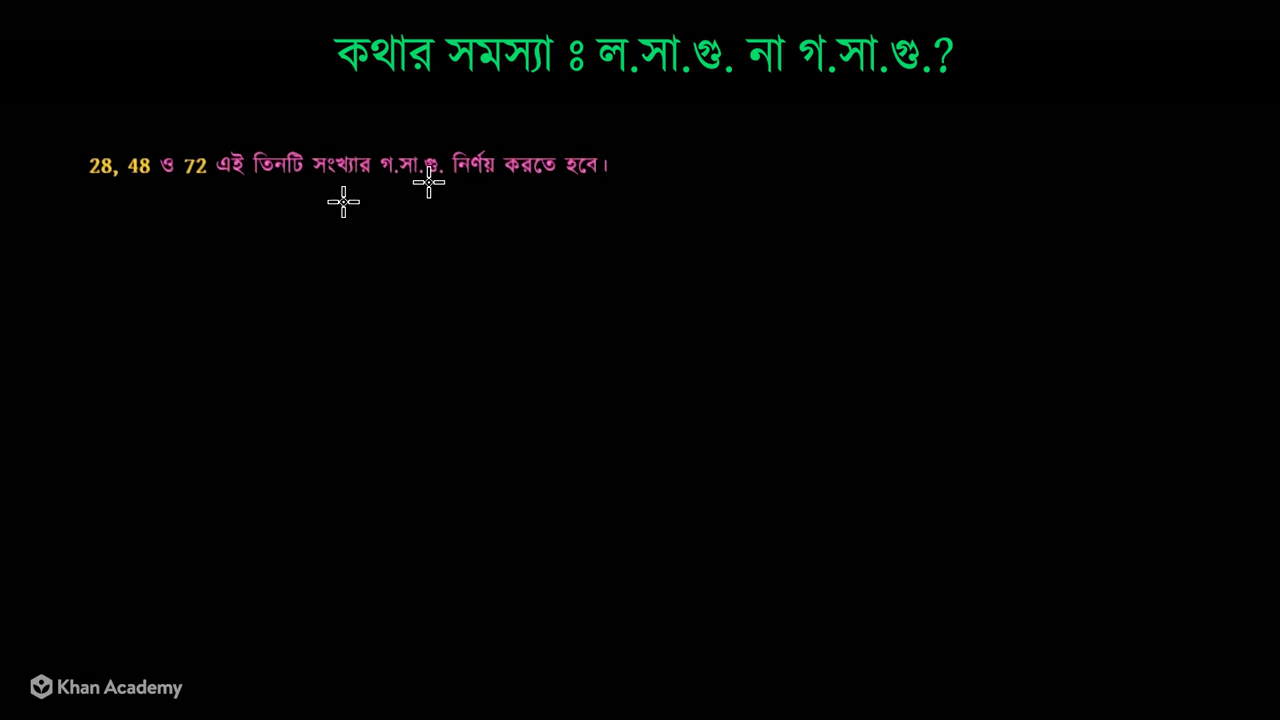 কথার সমস্যা ঃ ল.সা.গু. না গ.সা.গু.?
28, 48 ও 72 এই তিনটি সংখ্যার গ.সা.গু. নির্ণয় করতে হবে।
Khan Academy